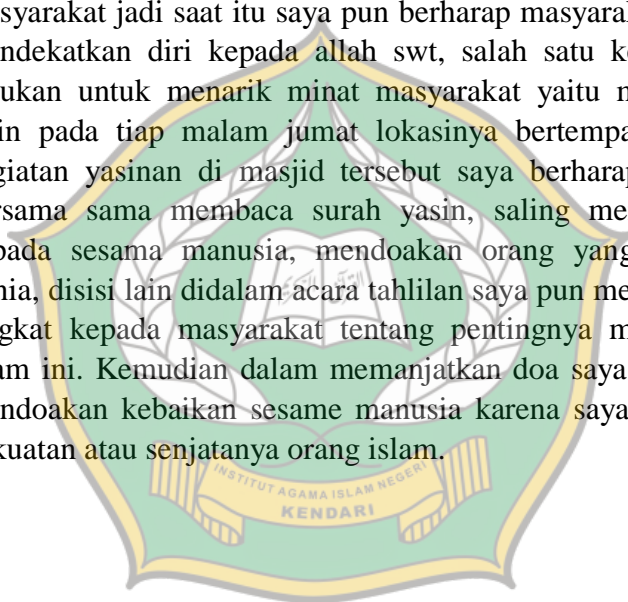 syarakat jadi saat itu saya pun berharap masyarak
ndekatkan diri kepada allah swt, salah satu k
ukan untuk menarik minat masyarakat yaitu m
in pada tiap malam jumat lokasinya bertempa
giatan yasinan di masjid tersebut saya berharap
rsama sama membaca surah yasin, saling me
pada sesama manusia, mendoakan orang yang
nia, disisi lain didalam acara tahlilan saya pun me
gkat kepada masyarakat tentang pentingnya m
am ini. Kemudian dalam memanjatkan doa saya
ndoakan kebaikan sesame manusia karena saya
kuatan atau senjatanya orang islam.
INSTITUT AGAMA ISLAM NEGERI
KENDARI